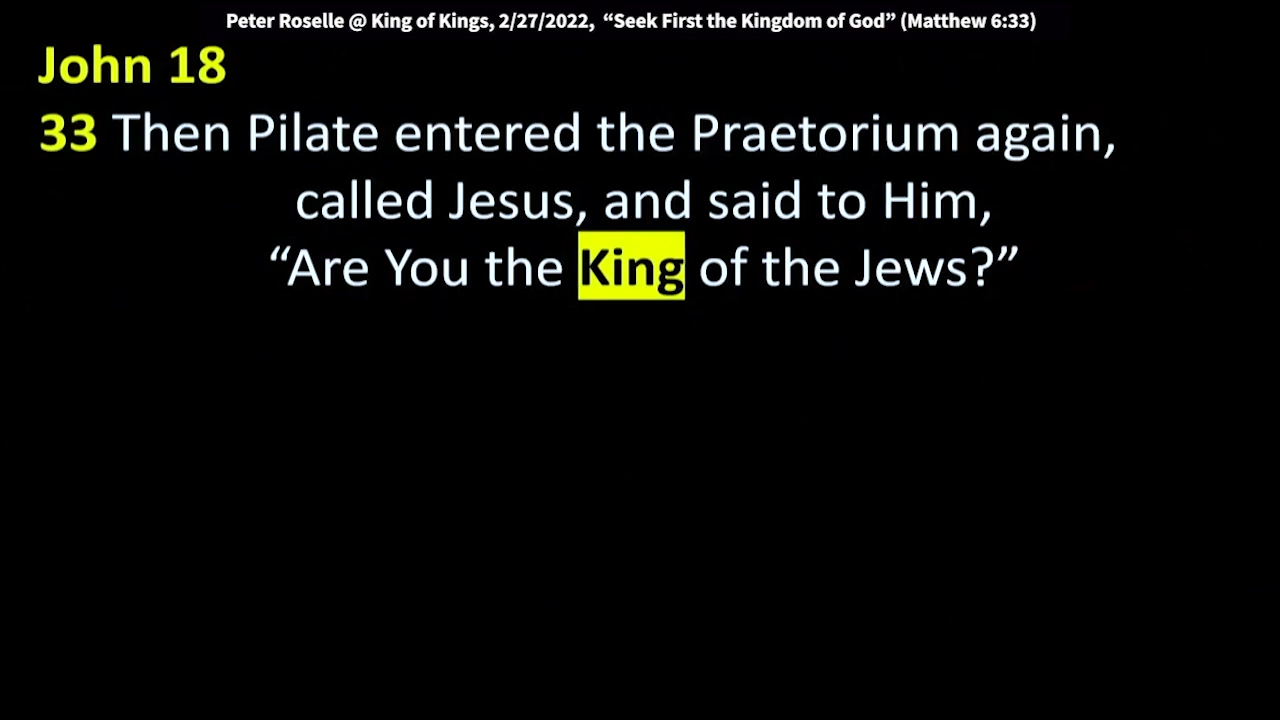 Peter Roselle @ King of Kings, 2/27/2022, “Seek First the Kingdom of God” (Matthew 6:33)
John 18
33 Then Pilate entered the Praetorium again,
called Jesus, and said to Him,
“Are You the King of the Jews?”